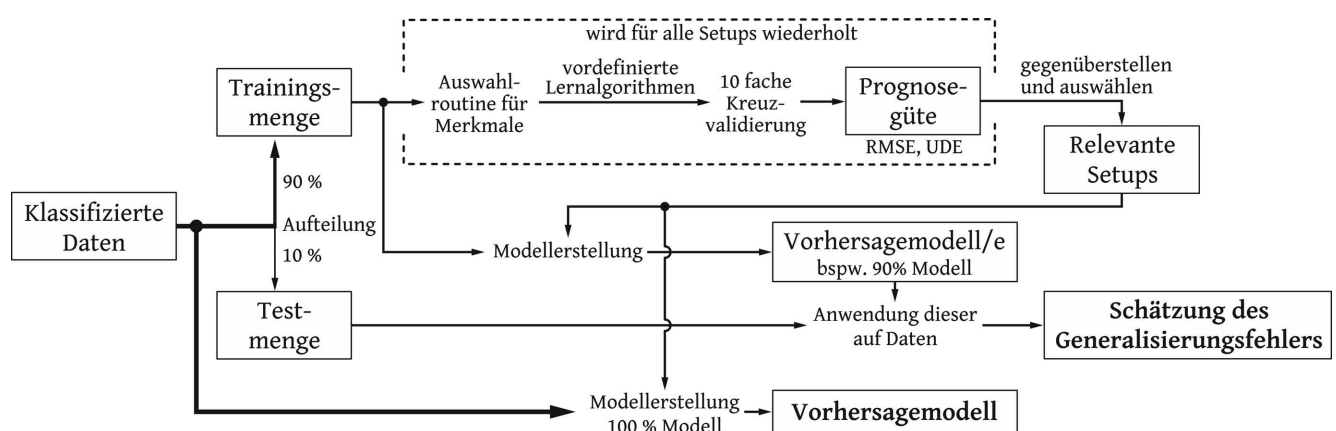 wird für alle Setups wiederholt
Trainings-
menge
Auswahl-
routine für
Merkmale
vordefinierte
Lernalgorithmen
10 fache
Kreuz-
validierung
Prognose-
güte
RMSE, UDE
gegenüberstellen
und auswählen
Relevante
Setups
90 %
Klassifizierte
Daten
Aufteilung
10 %
Modellerstellung
Vorhersagemodell/e
bspw. 90% Modell
Test-
menge
Anwendung dieser
auf Daten
Schätzung des
Generalisierungsfehlers
Modellerstellung
100 % Modell
Vorhersagemodell